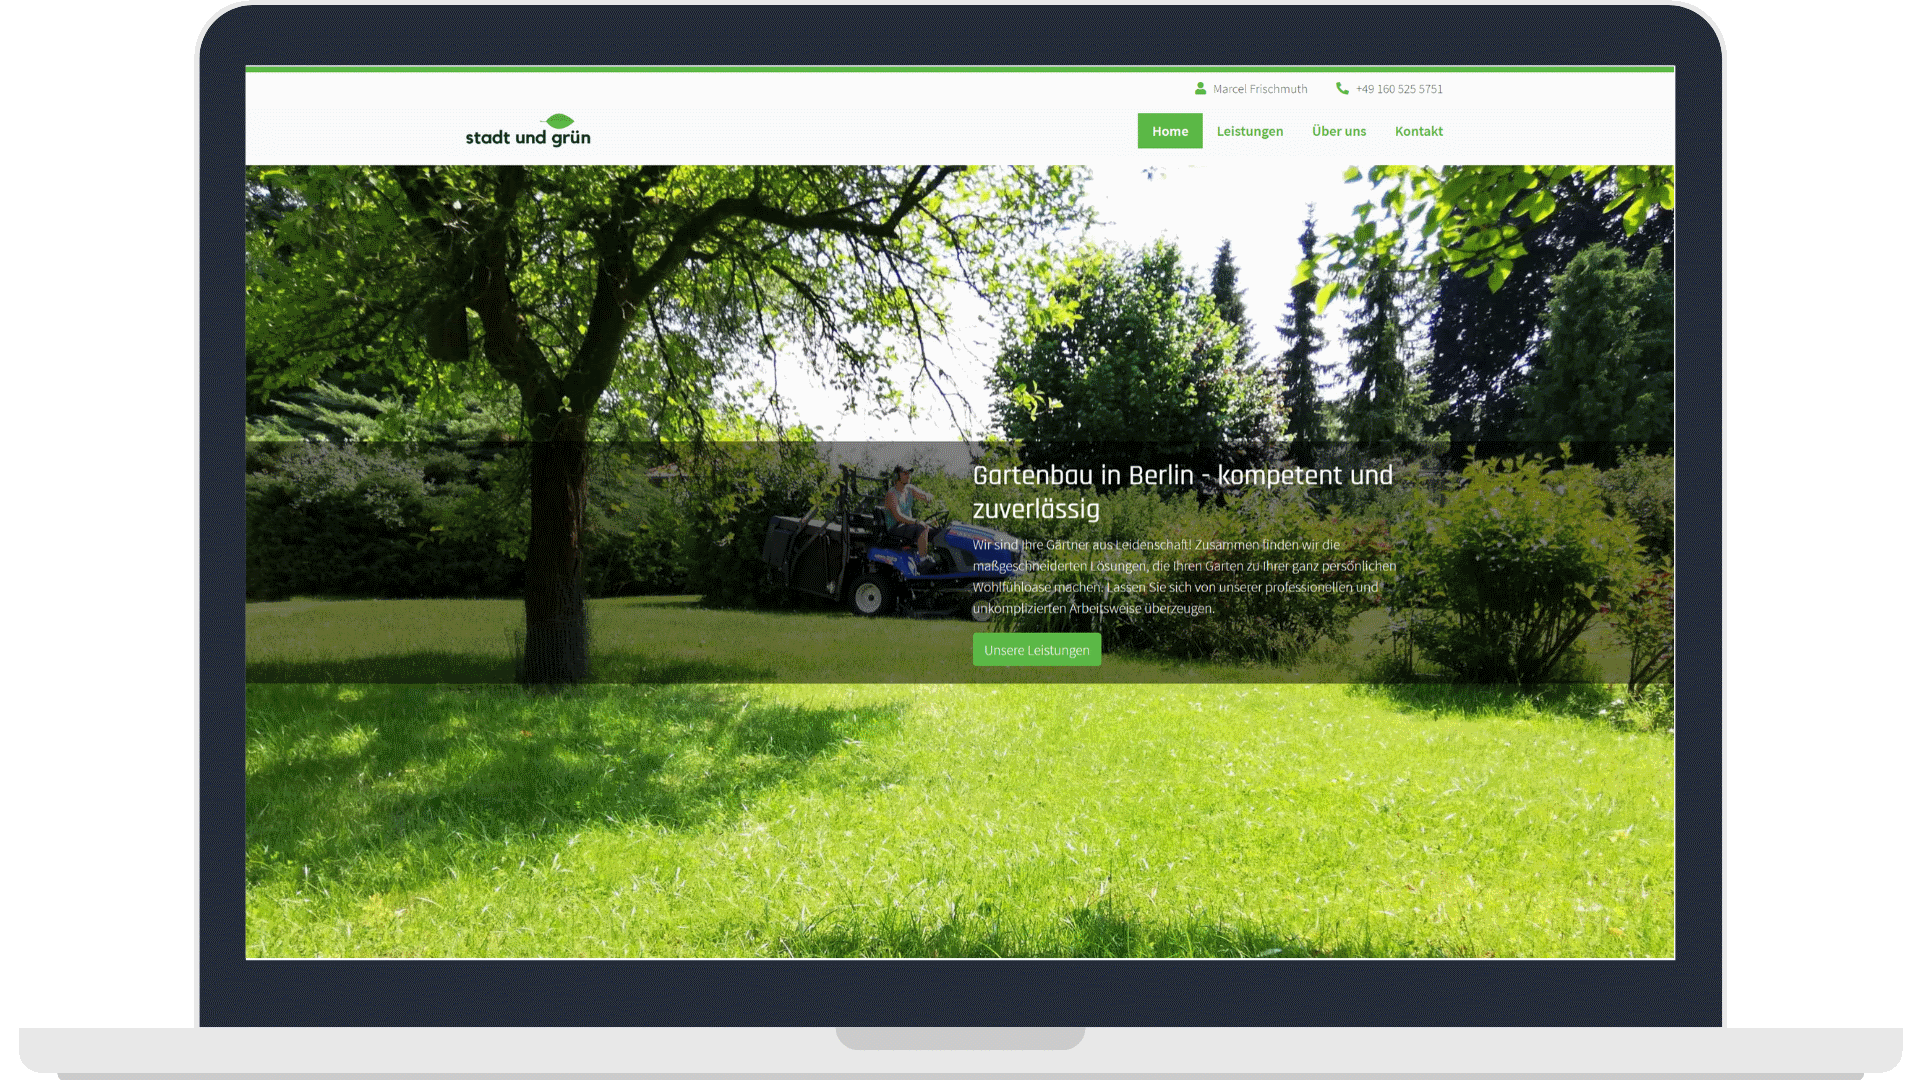 Marcel Frischmuth
+49 160 525 5751
stadt und grün
Home
Leistungen
Über uns
Kontakt
Gartenbau in Berlin - kompetent und
zuverlässig
Wir sind Ihre Gärtner aus Leidenschaft! Zusammen finden wir die
maßgeschneiderten Lösungen, die Ihren Garten zu Ihrer ganz persönlichen
Wohlfühloase machen. Lassen Sie sich von unserer professionellen und
unkomplizierten Arbeitsweise überzeugen.
Unsere Leistungen